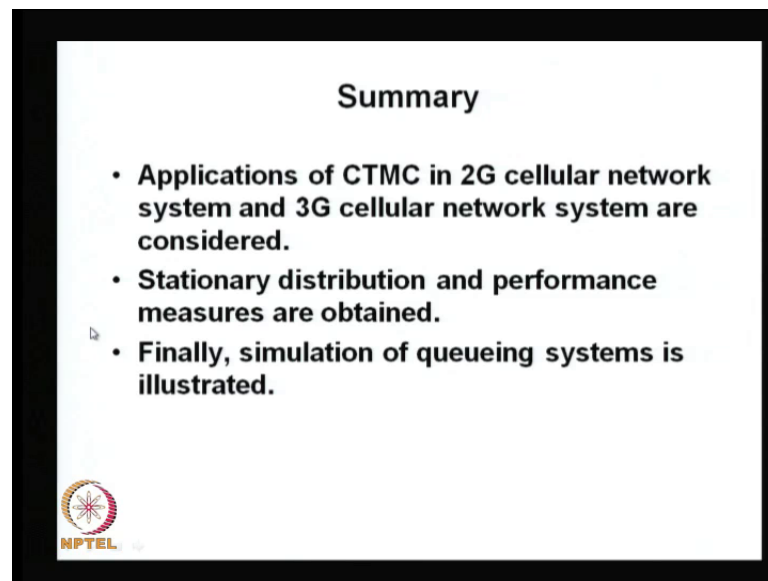 Summary
• Applications of CTMC in 2G cellular network
system and 3G cellular network system are
considered.
• Stationary distribution and performance
measures are obtained.
• Finally, simulation of queueing systems is
illustrated.
NPTEL